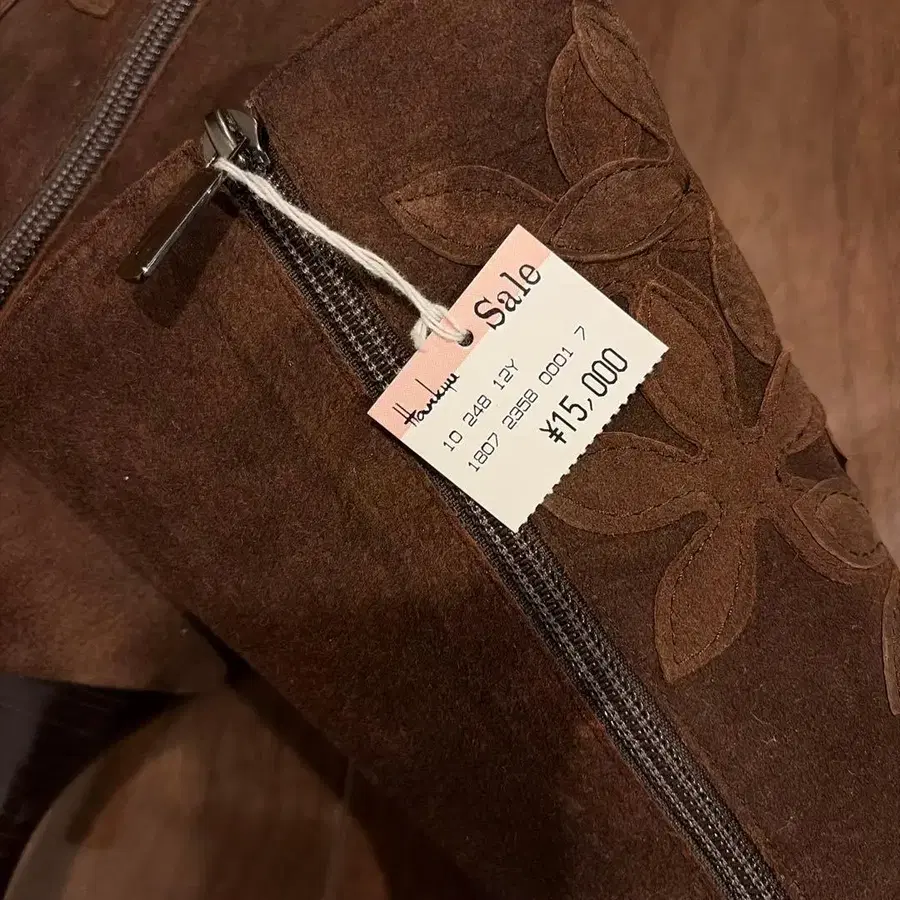 Sale
Hankyu
10 248 12Y
1807 2358 0001 7
¥15,000